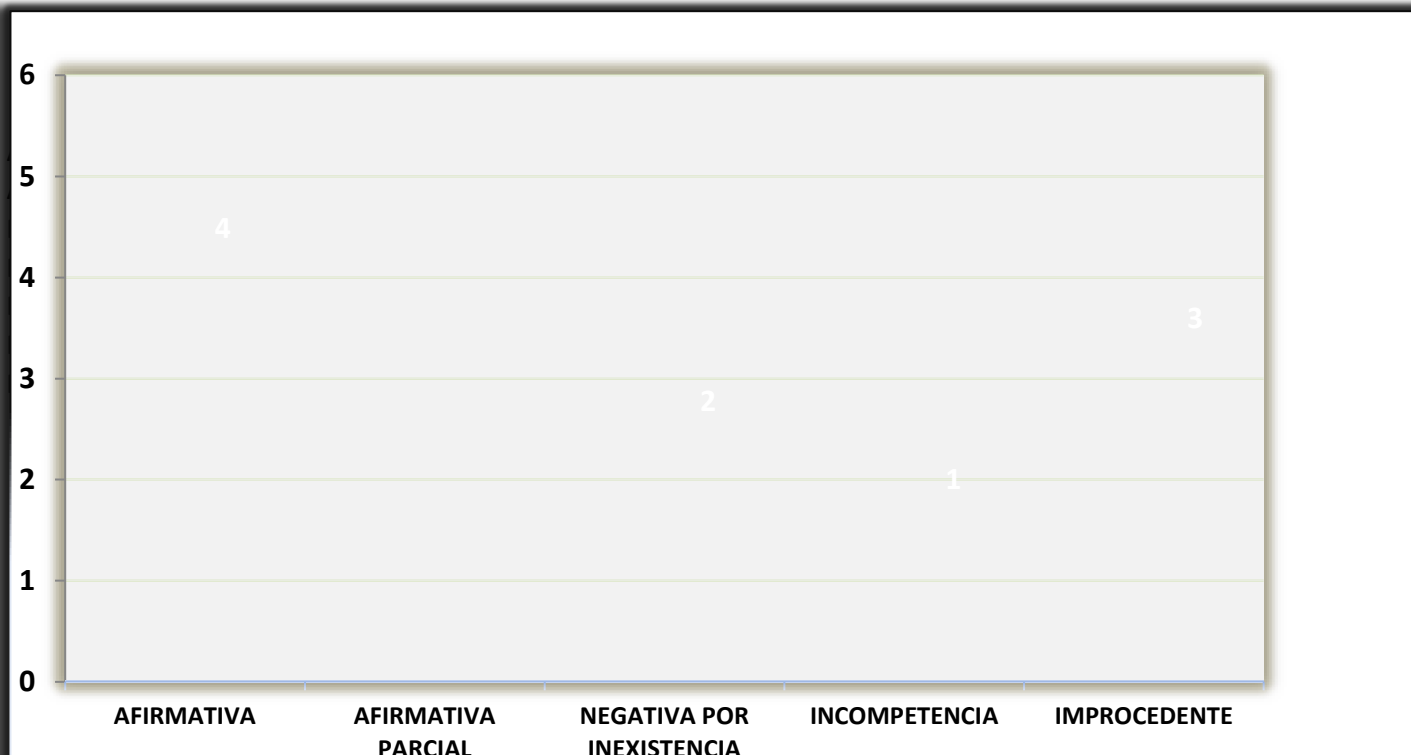 6
5
4
4
3
3
2
2
1
1
0
AFIRMATIVA
AFIRMATIVA
PARCIAL
NEGATIVA POR
INEXISTENCIA
INCOMPETENCIA
IMPROCEDENTE